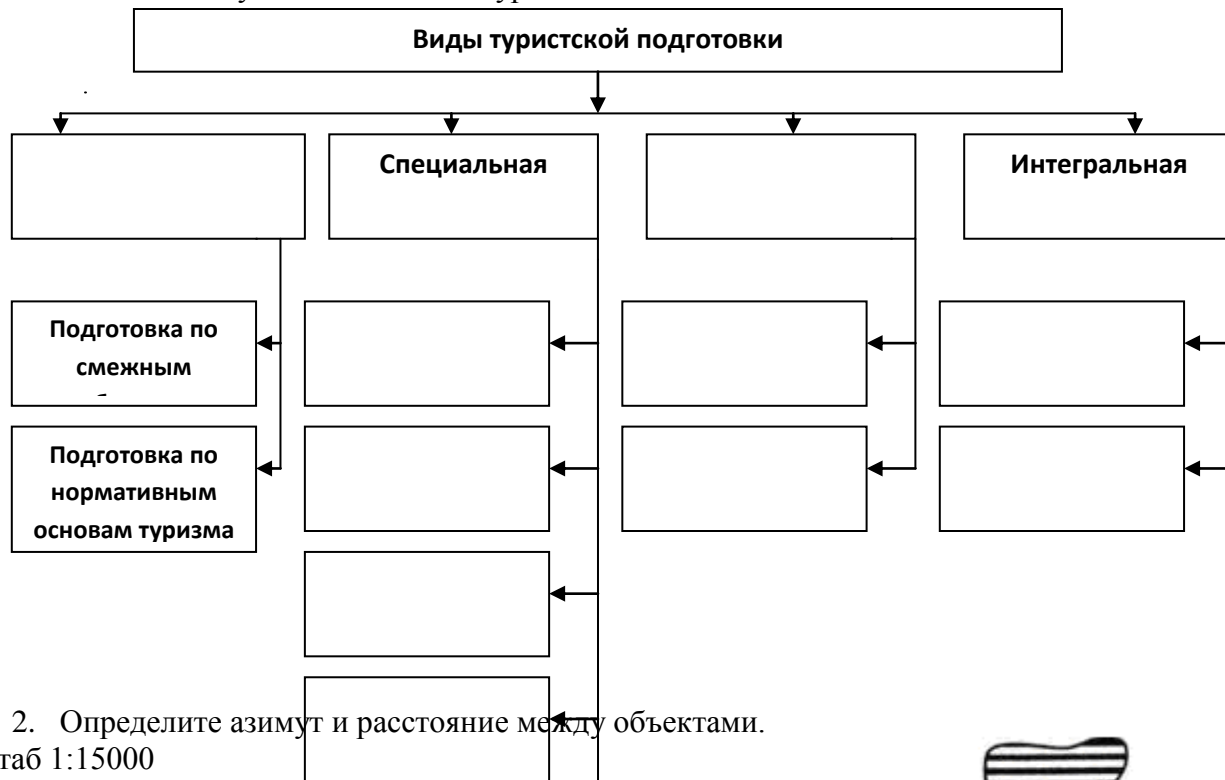 Виды туристской подготовки
Специальная
Интегральная
Подготовка по
смежным
Подготовка по
нормативным
основам туризма
2. Определите азимут и расстояние между объектами.
таб 1:15000